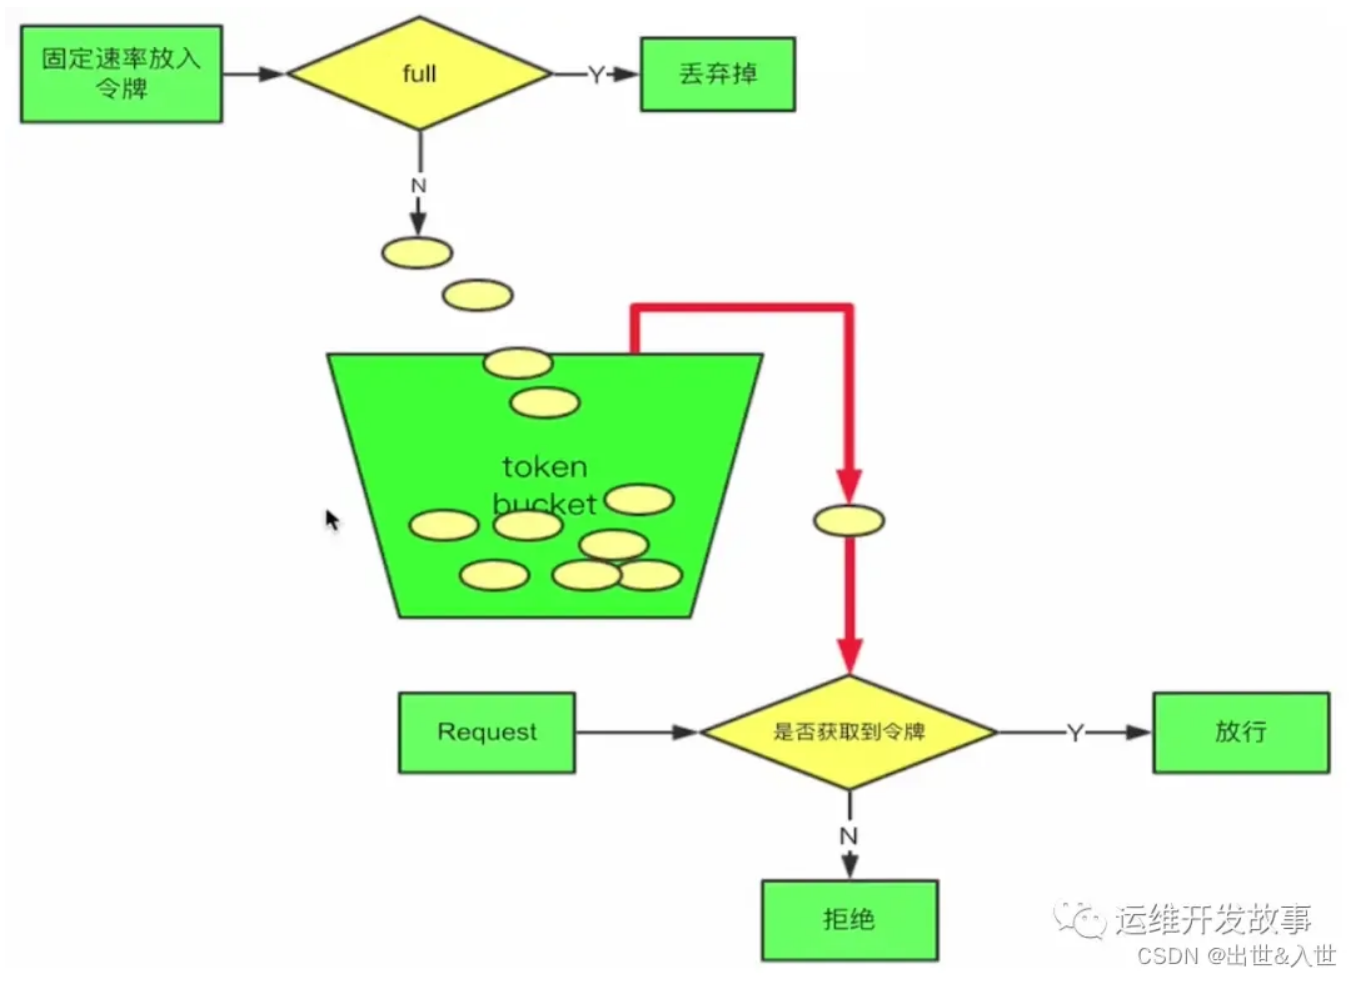 固定速率放入
令牌
full
Y
丢弃掉
N
token
bucket
Request
是否获取到令牌
Y
放行
N
拒绝
运维开发故事
CSDN @出世&入世